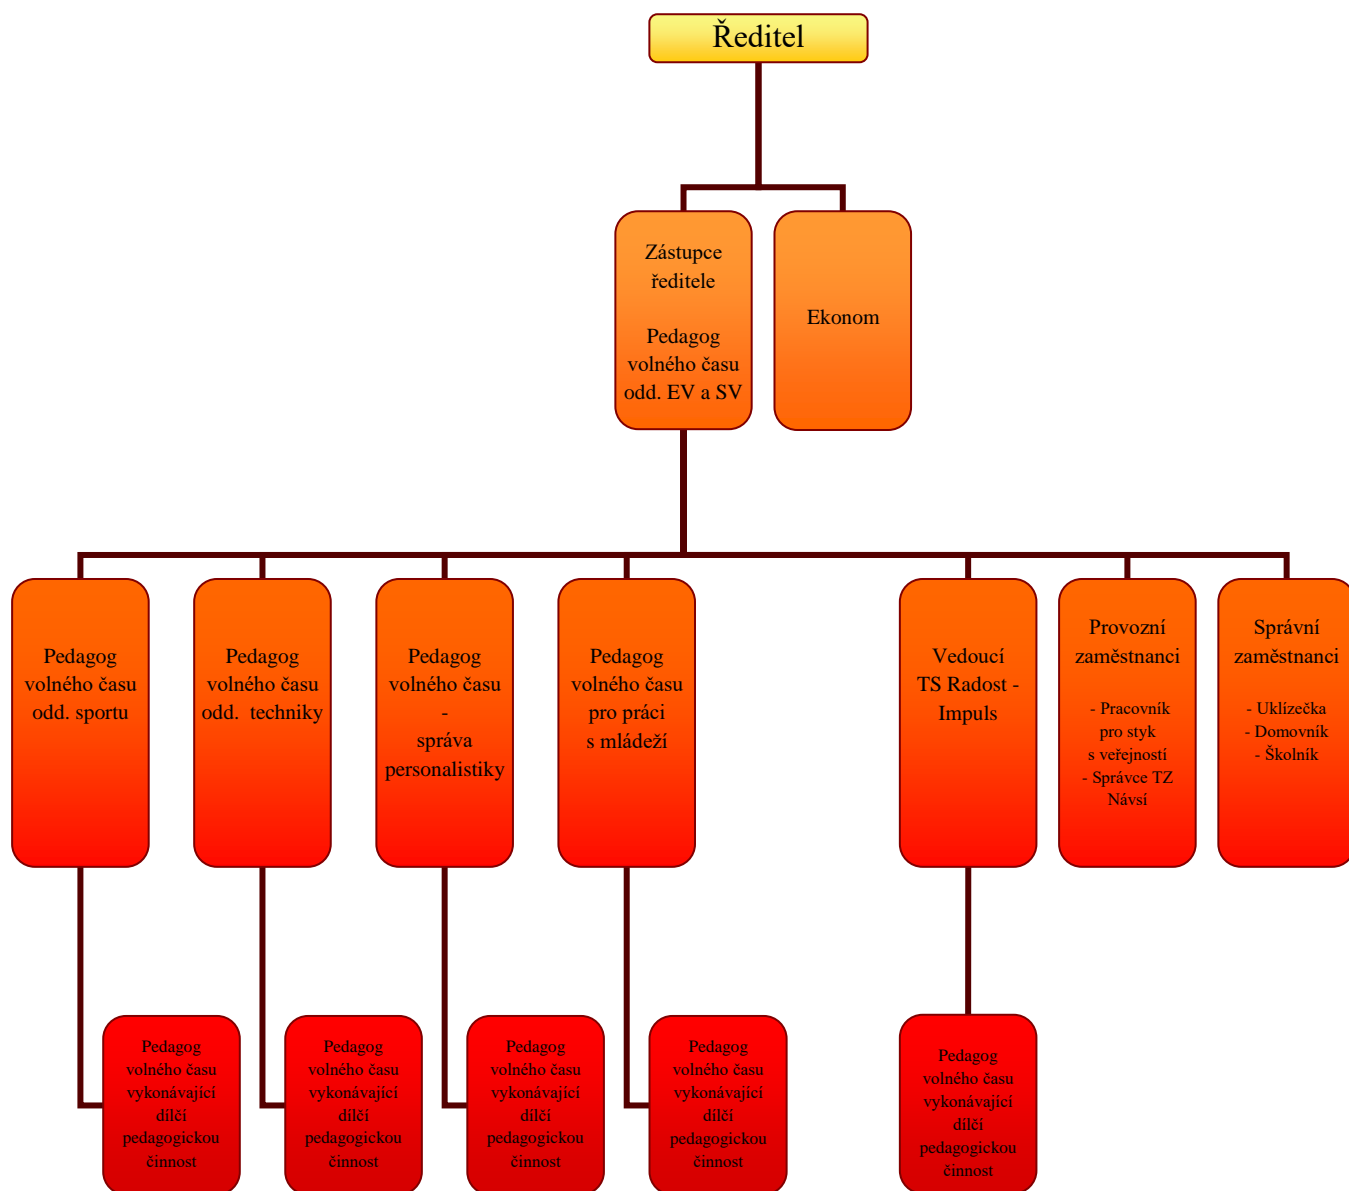 Ředitel
Zástupce
ředitele
Pedagog
volného času
odd. EV a SV
Ekonom
Pedagog
volného času
odd. sportu
Pedagog
volného času
odd.  techniky
Pedagog
volného času
-
správa
personalistiky
Pedagog
volného času
pro práci
s mládeží
Vedoucí
TS Radost -
Impuls
Provozní
zaměstnanci
- Pracovník
pro styk
s veřejností
- Správce TZ
Návsí
Správní
zaměstnanci
- Uklízečka
- Domovník
- Školník
Pedagog
volného času
vykonávající
dílčí
pedagogickou
činnost
Pedagog
volného času
vykonávající
dílčí
pedagogickou
činnost
Pedagog
volného času
vykonávající
dílčí
pedagogickou
činnost
Pedagog
volného času
vykonávající
dílčí
pedagogickou
činnost
Pedagog
volného času
vykonávající
dílčí
pedagogickou
činnost